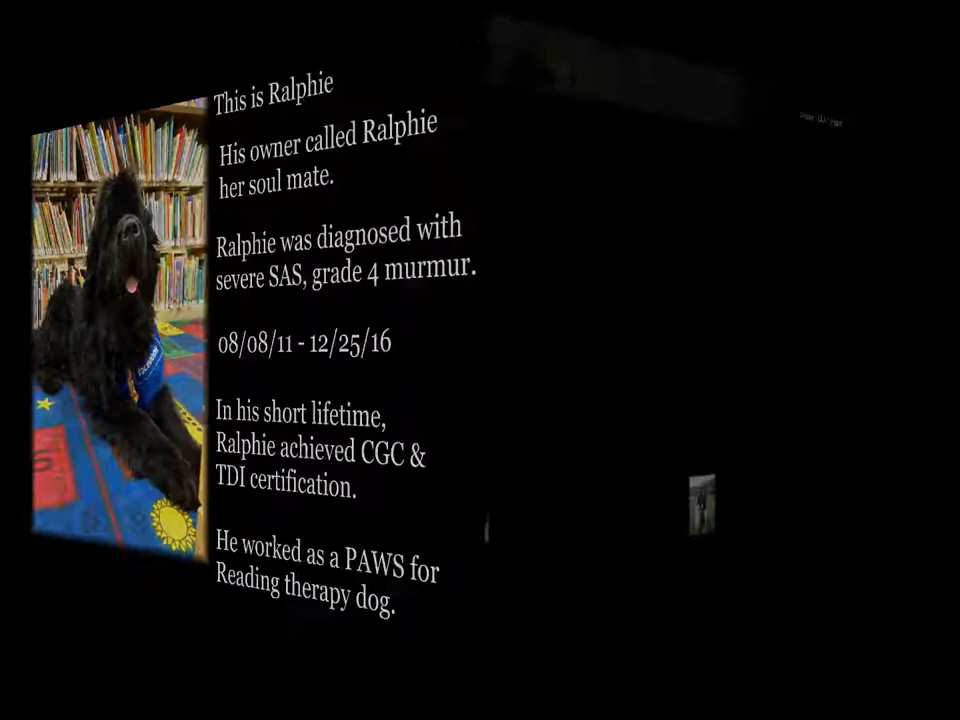 This is Ralphie
His owner called Ralphie
her soul mate.
Ralphie was diagnosed with
severe SAS, grade 4 murmur.
08/08/11 - 12/25/16
In his short lifetime,
Ralphie achieved CGC &
TDI certification.
He worked as a PAWS for
Reading therapy dog.